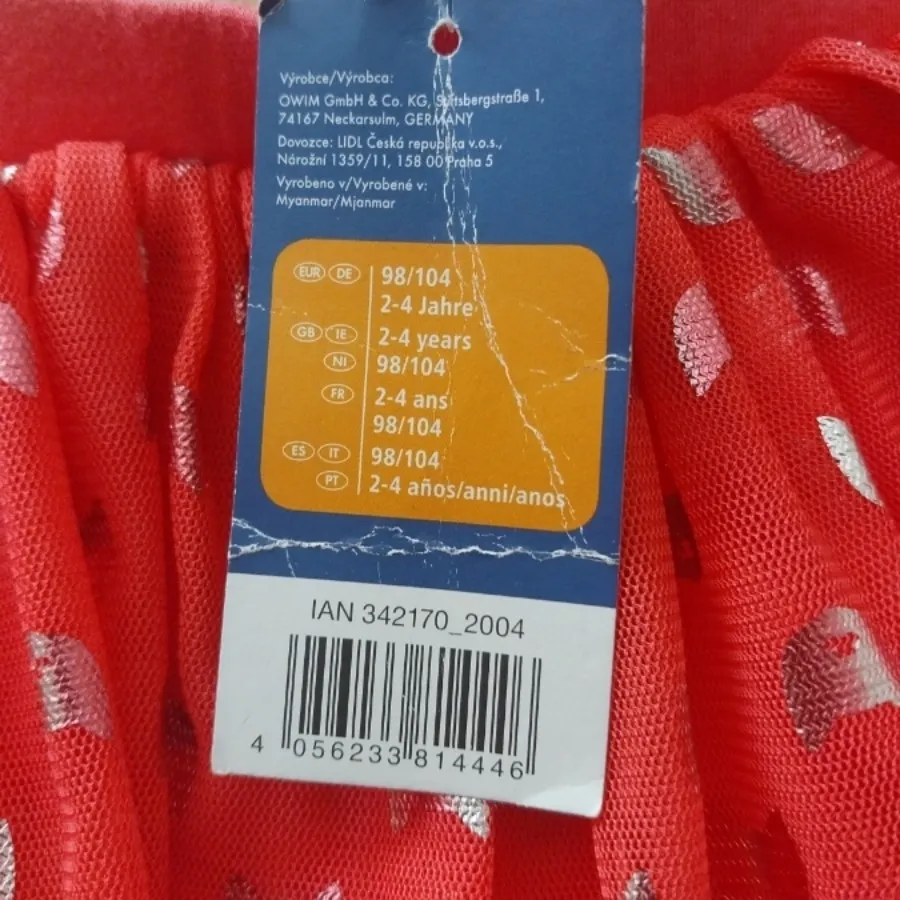 Výrobce/Výrobca:
OWIM GmbH & Co. KG, Stiftsbergstraße 1,
74167 Neckarsulm, GERMANY
Dovozce: LIDL Česká republika v.o.s.,
Nárožní 1359/11, 158 00 Praha 5
Vyrobeno v/Vyrobené v:
Myanmar/Mjanmar
EUR DE 98/104
2-4 Jahre
GB IE 2-4 years
NI 98/104
FR 2-4 ans
98/104
ES IT 98/104
PT 2-4 años/anni/anos
IAN 342170_2004
4 056233 814446